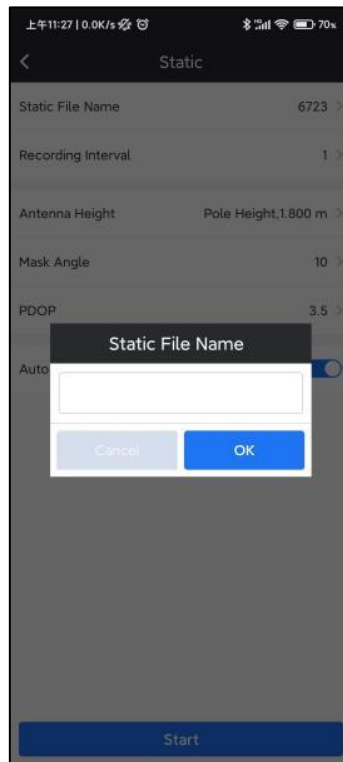 上午11:27 | 0.0K/s 70%
Static
Static File Name 6723
Recording Interval 1
Antenna Height Pole Height,1.800 m
Mask Angle 10
PDOP 3.5
Static File Name
Auto
Cancel OK
Start